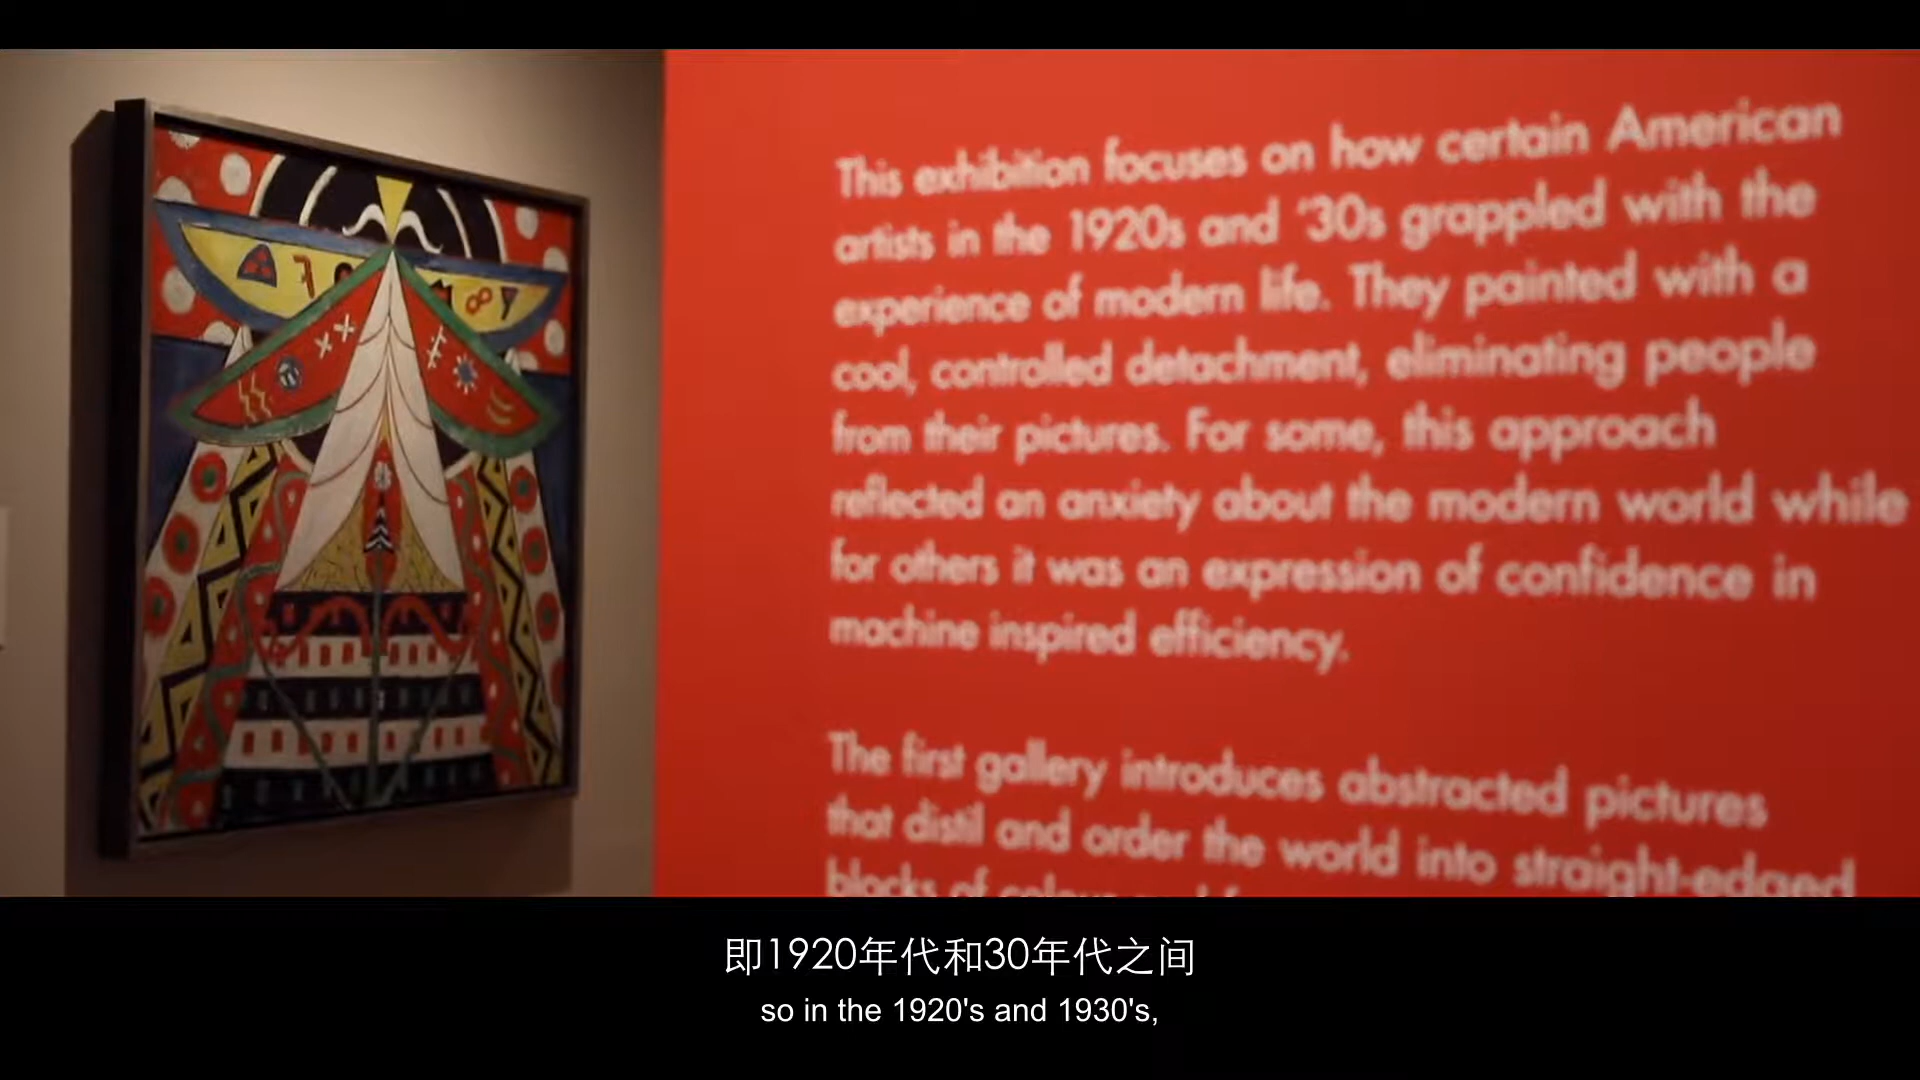 This exhibition focuses on how certain American
artists in the 1920s and '30s grappled with the
experience of modern life. They painted with a
cool, controlled detachment, eliminating people
from their pictures. For some, this approach
reflected an anxiety about the modern world while
for others it was an expression of confidence in
machine inspired efficiency.
The first gallery introduces abstracted pictures
that distil and order the world into straight-edged
blocks of
即1920年代和30年代之间
so in the 1920's and 1930's,